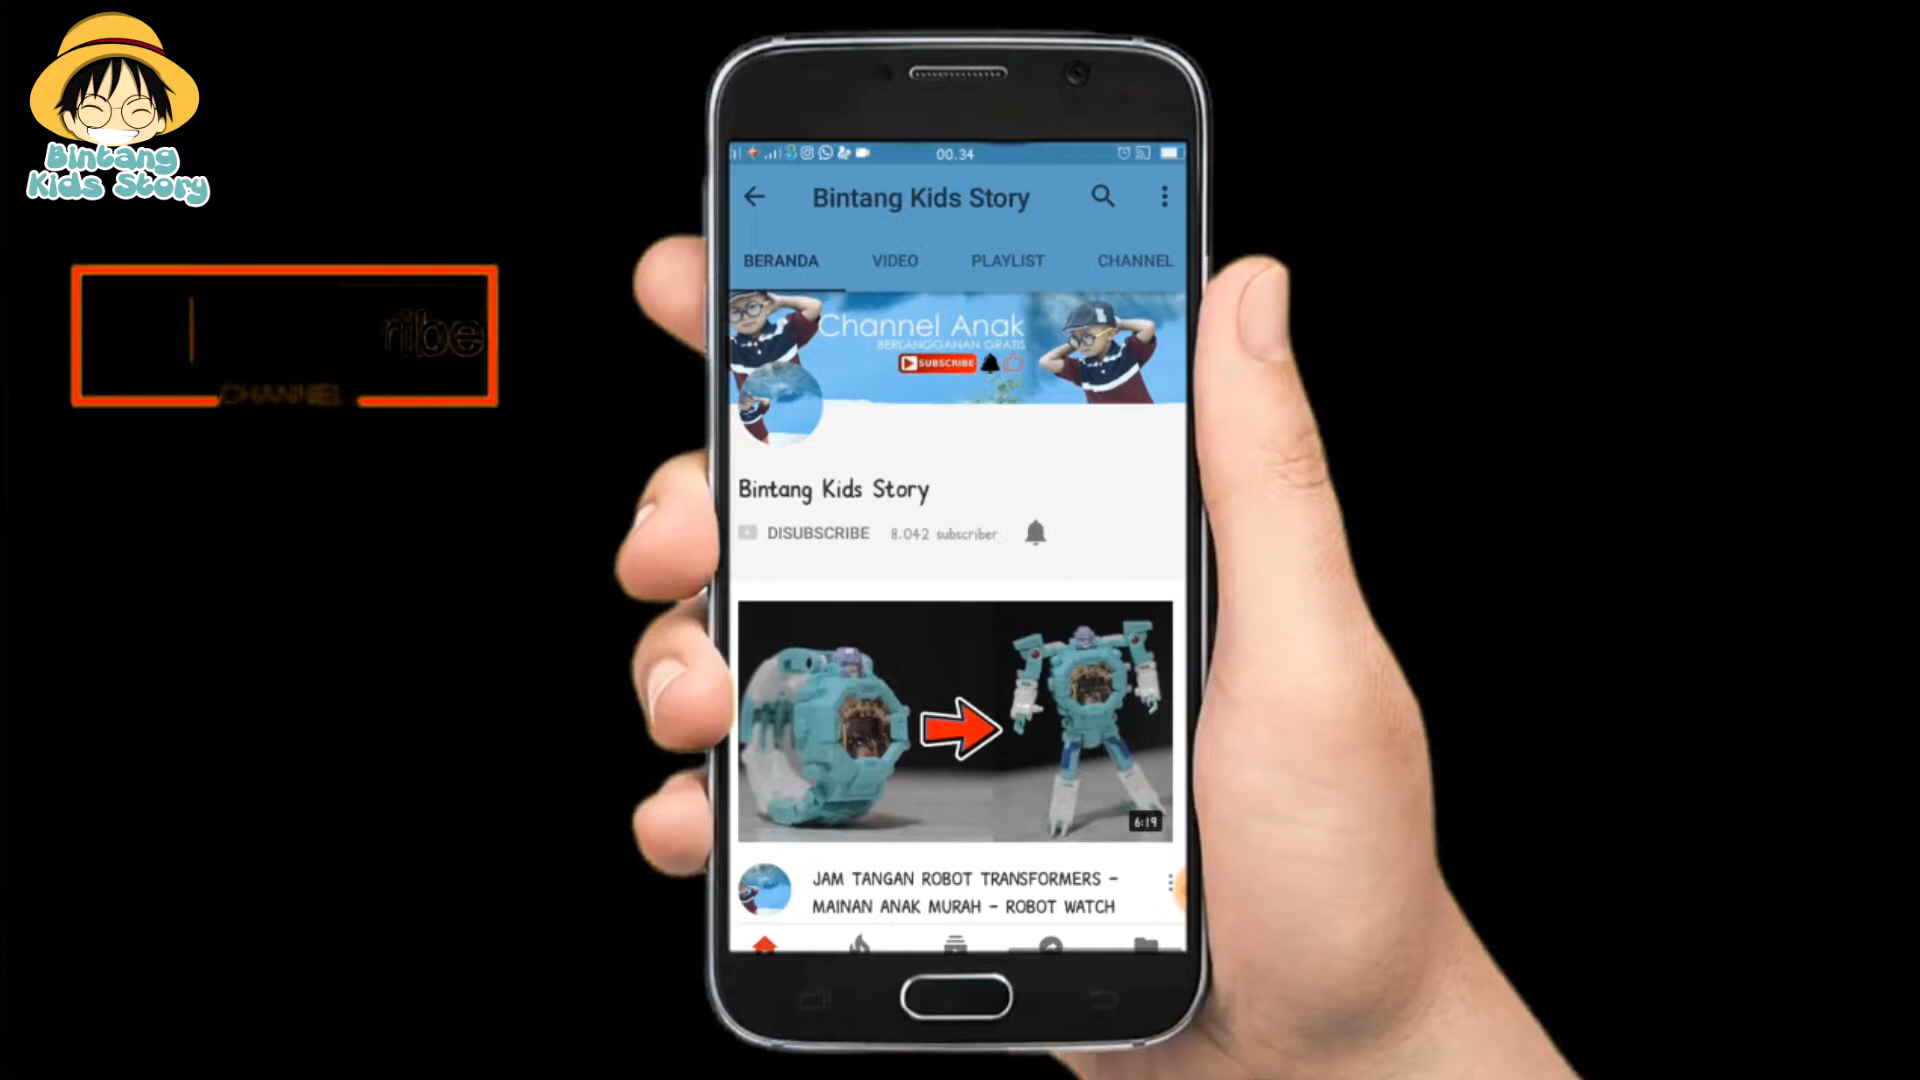 Bintang
Kids Story
ribe
CHANNEL
00.34
Bintang Kids Story
BERANDA VIDEO PLAYLIST CHANNEL
Channel Anak
BERLANGGANAN GRATIS
SUBSCRIBE
Bintang Kids Story
DISUBSCRIBE 8.042 subscriber
6:19
JAM TANGAN ROBOT TRANSFORMERS -
MAINAN ANAK MURAH - ROBOT WATCH